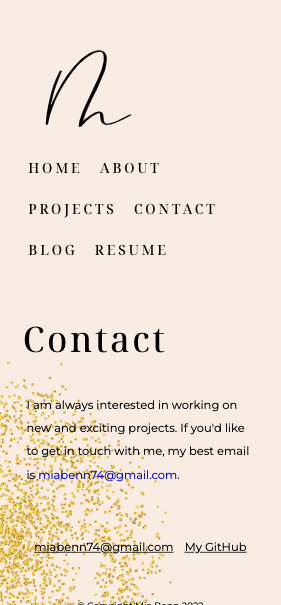 HOME ABOUT
PROJECTS CONTACT
BLOG RESUME
Contact
I am always interested in working on
new and exciting projects. If you'd like
to get in touch with me, my best email
is miabenn74@gmail.com.
miabenn74@gmail.com My GitHub